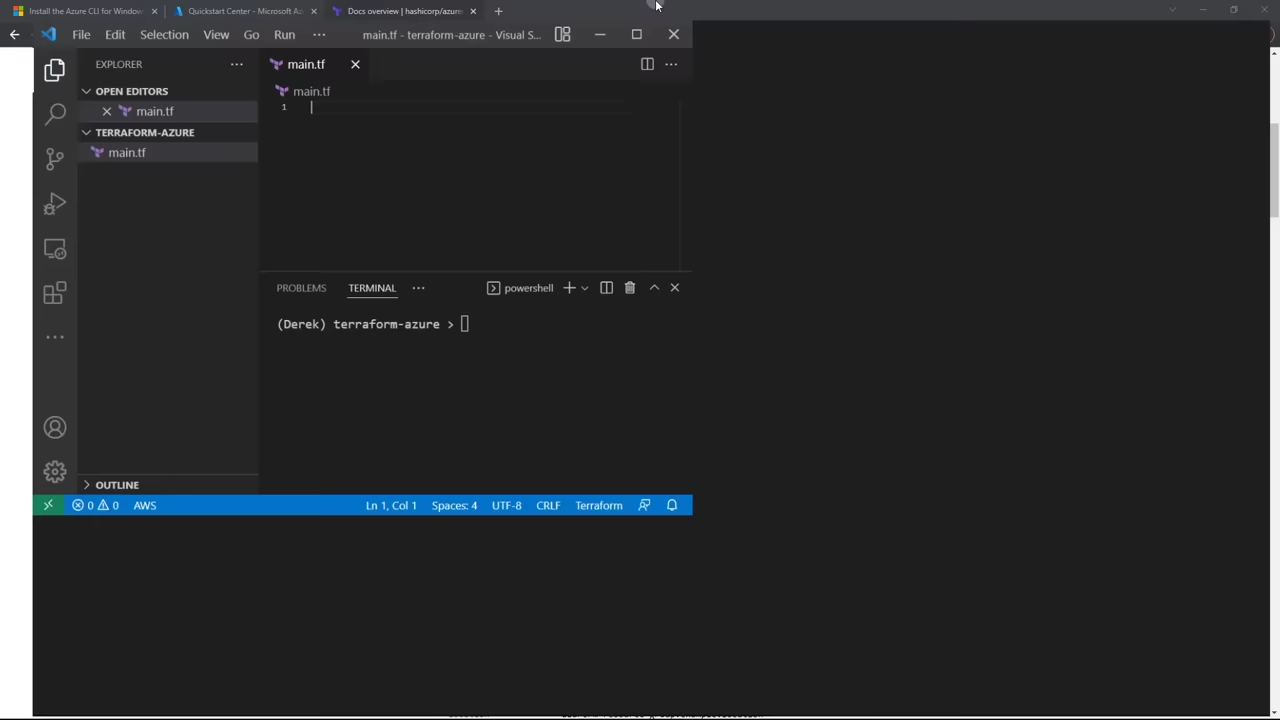 Install the Azure CLI for Window
Quickstart Center - Microsoft Az
Docs overview | hashicorp/azure
File Edit Selection View Go Run ··· main.tf - terraform-azure - Visual S...
EXPLORER ···
OPEN EDITORS
main.tf
TERRAFORM-AZURE
main.tf
OUTLINE
main.tf
main.tf
1
PROBLEMS TERMINAL ··· powershell
(Derek) terraform-azure >
0 0 AWS Ln 1, Col 1 Spaces: 4 UTF-8 CRLF Terraform